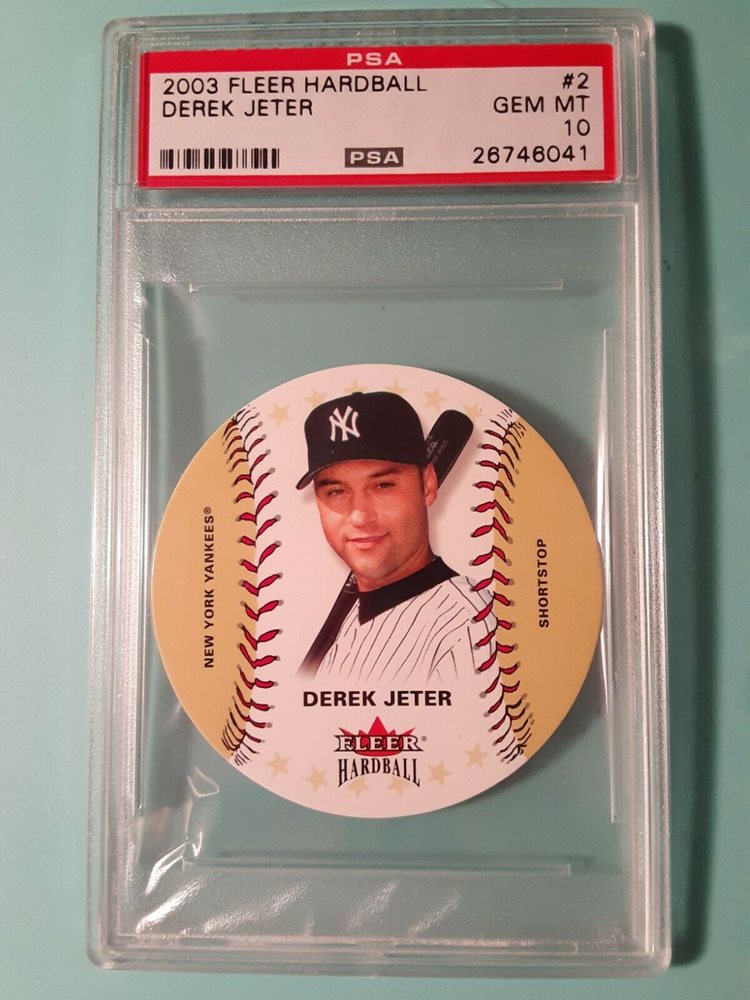 PSA
2003 FLEER HARDBALL #2
DEREK JETER GEM MT
10
PSA 26746041
NY
NEW YORK YANKEES®
SHORTSTOP
DEREK JETER
FLEER®
HARDBALL